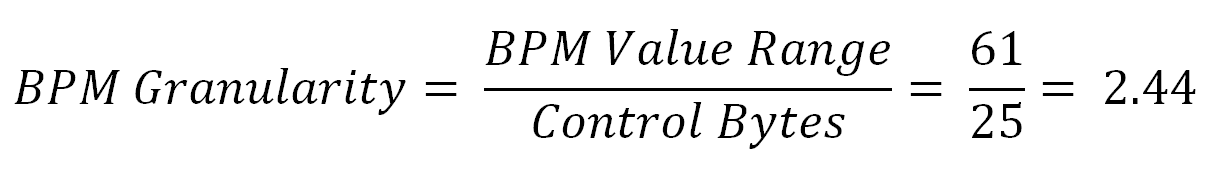 BPM Granularity = BPM Value Range / Control Bytes = 61 / 25 = 2.44